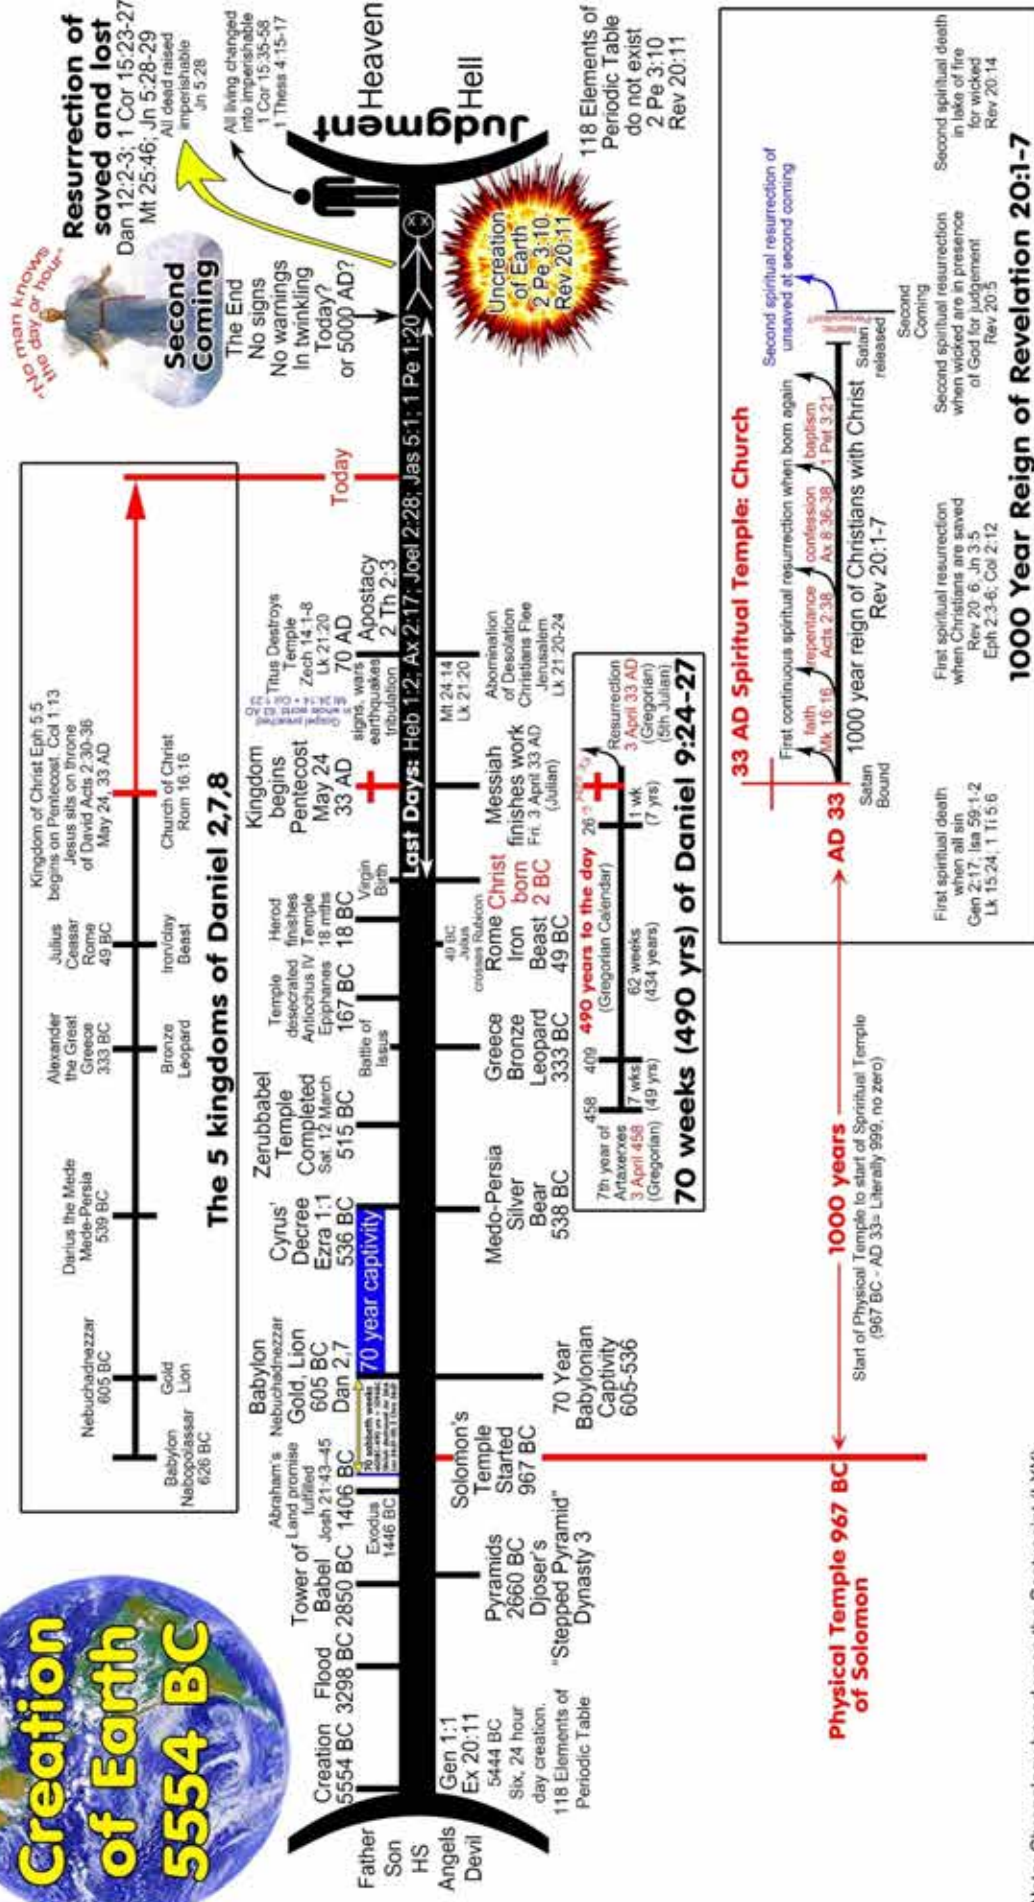 Creation
of Earth
5554 BC
Babylon
Nabopolassar
626 BC
Nebuchadnezzar
605 BC
Gold
Lion
Darius the Mede
Mede-Persia
539 BC
Alexander
the Great
Greece
333 BC
Bronze
Leopard
Julius
Ceasar
Rome
49 BC
Iron/clay
Beast
Kingdom of Christ Eph 5:5
begins on Pentecost Col 1:13
Jesus sits on throne
of David Acts 2:30-36
May 24, 33 AD
Church of Christ
Rom 16:16
The 5 kingdoms of Daniel 2,7,8
Today
"No man knows
the day or hour"
Second
Coming
The End
No signs
No warnings
In twinkling
Today?
or 5000 AD?
Resurrection of
saved and lost
Dan 12:2-3; 1 Cor 15:23-27
Mt 25:46; Jn 5:28-29
All dead raised
imperishable
Jn 5:28
All living changed
into imperishable
1 Cor 15:35-58
1 Thess 4:15-17
Heaven
Hell
Judgment
Father
Son
HS
Angels
Devil
Creation
5554 BC
Flood
3298 BC
Tower of
Babel
2850 BC
Abraham's
Land promise
fulfilled
Josh 21:43-45
1406 BC
Exodus
1446 BC
Babylon
Nebuchadnezzar
Gold, Lion
605 BC
Dan 2,7
70 sabbath weeks
70 year captivity
Cyrus'
Decree
Ezra 1:1
536 BC
Zerubbabel
Temple
Completed
Sat. 12 March
515 BC
Battle of
Issus
Temple
desecrated
Antiochus IV
Epiphanes
167 BC
Herod
finishes
Temple
18 mths
18 BC
Virgin
Birth
Kingdom
begins
Pentecost
May 24
33 AD
Gospel preached
in whole world 63 AD
Mt 24:14 • Col 1:23
signs, wars
earthquakes
tribulation
Titus Destroys
Temple
Zech 14:1-8
Lk 21:20
70 AD
Apostacy
2 Th 2:3
Last Days: Heb 1:2; Ax 2:17; Joel 2:28; Jas 5:1; 1 Pe 1:20
XX
Gen 1:1
Ex 20:11
5444 BC
Six, 24 hour
day creation.
118 Elements of
Periodic Table
Pyramids
2660 BC
Djoser's
"Stepped Pyramid"
Dynasty 3
Solomon's
Temple
Started
967 BC
70 Year
Babylonian
Captivity
605-536
Medo-Persia
Silver
Bear
538 BC
Greece
Bronze
Leopard
333 BC
49 BC
Julius
crosses Rubicon
Rome
Iron
Beast
49 BC
Christ
born
2 BC
Messiah
finishes work
Fri. 3 April 33 AD
(Julian)
Mt 24:14
Lk 21:20
Abomination
of Desolation
Christians Flee
Jerusalem
Lk 21:20-24
Uncreation
of Earth
2 Pe 3:10.
Rev 20:11
118 Elements of
Periodic Table
do not exist
2 Pe 3:10
Rev 20:11
7th year of
Artaxerxes
3 April 458
(Gregorian)
458
7 wks
(49 yrs)
409
490 years to the day
(Gregorian Calendar)
62 weeks
(434 years)
26
1 wk
(7 yrs)
Resurrection
3 April 33 AD
(Gregorian)
(5th Julian)
70 weeks (490 yrs) of Daniel 9:24-27
Physical Temple 967 BC
of Solomon
1000 years
AD 33
Start of Physical Temple to start of Spiritual Temple
(967 BC - AD 33= Literally 999, no zero)
33 AD Spiritual Temple: Church
First continuous spiritual resurrection when born again
faith
Mk 16:16
repentance
Acts 2:38
confession
Ax 8:36-38
baptism
1 Pet 3:21
Satan
Bound
1000 year reign of Christians with Christ
Rev 20:1-7
Satan
released
Second
Coming
Second spiritual resurrection of
unsaved at second coming
First spiritual death
when all sin
Gen 2:17; Isa 59:1-2
Lk 15:24; 1 Ti 5:6
First spiritual resurrection
when Christians are saved
Rev 20: 6, Jn 3:5
Eph 2:3-6; Col 2:12
Second spiritual resurrection
when wicked are in presence
of God for judgement
Rev 20:5
Second spiritual death
in lake of fire
for wicked
Rev 20:14
1000 Year Reign of Revelation 20:1-7